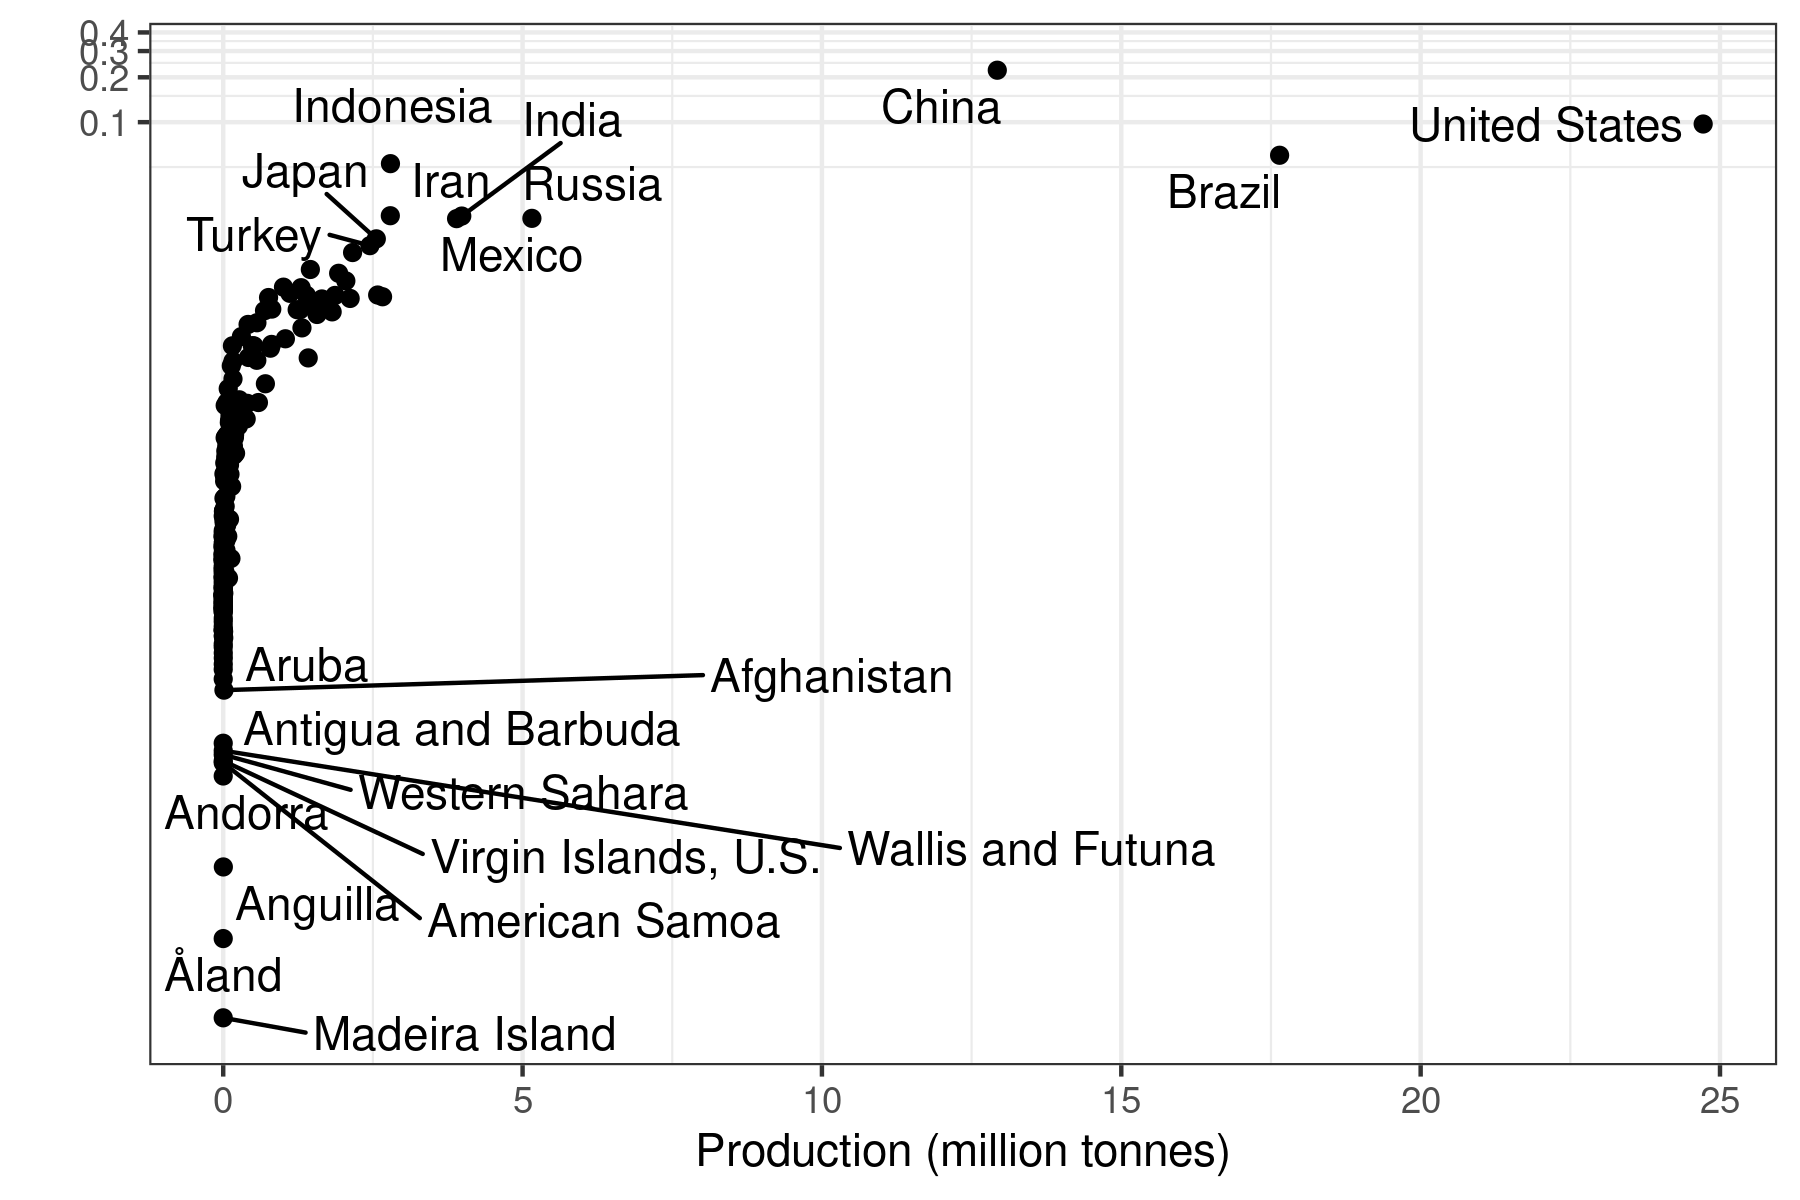 0.4
0.3
0.2
0.1
Indonesia
India
China
United States
Japan
Iran
Russia
Brazil
Turkey
Mexico
Aruba
Afghanistan
Antigua and Barbuda
Western Sahara
Andorra
Virgin Islands, U.S.
Wallis and Futuna
Anguilla
American Samoa
Åland
Madeira Island
0 5 10 15 20 25
Production (million tonnes)